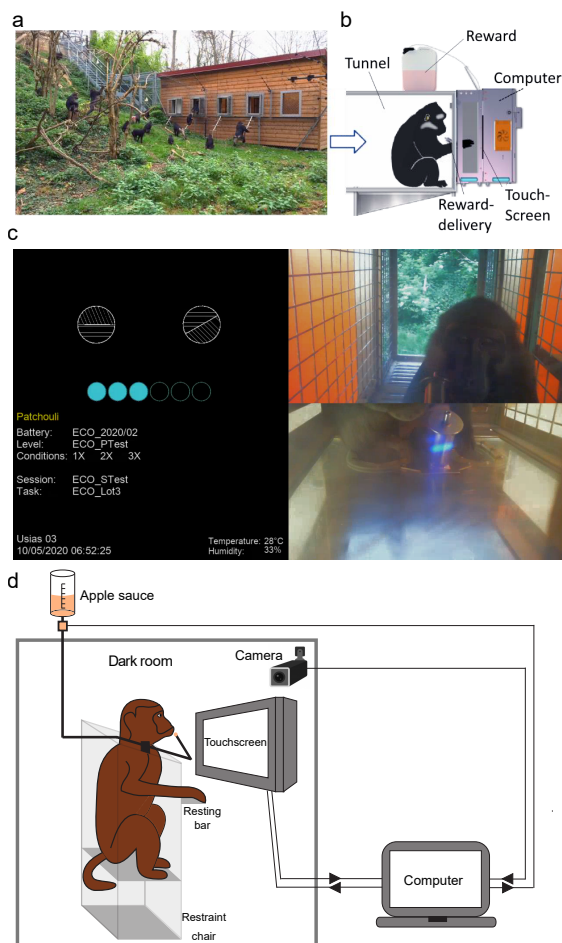 a
b
Reward
Tunnel
Computer
Touch-
Screen
Reward-
delivery
c
Patchouli
Battery: ECO_2020/02
Level: ECO_PTest
Conditions: 1X 2X 3X
Session: ECO_STest
Task: ECO_Lot3
Usias 03
10/05/2020 06:52:25
Temperature: 28°C
Humidity: 33%
d
Apple sauce
Dark room
Camera
Touchscreen
Resting
bar
Computer
Restraint
chair